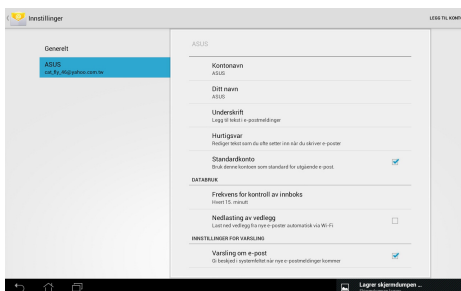 Innstillinger
LEGG TIL KONT
Generelt
ASUS
cat_fly_4li@yahoo.com.tw
ASUS
Kontonavn
ASUS
Ditt navn
ASUS
Underskrift
Legg til tekst i e-postmeldinger
Hurtigsvar
Rediger tekst som du ofte setter inn når du skriver e-poster
Standardkonto
Bruk denne kontoen som standard for utgående e-post
DATABRUK
Frekvens for kontroll av innboks
Hvert 15. minutt
Nedlasting av vedlegg
Last ned vedlegg fra nye e-poster automatisk via Wi-Fi
INNSTILLINGER FOR VARSLING
Varsling om e-post
Gi beskjed i systemfeltet når nye e-postmeldinger kommer
Lagrer skjermdumpen ...